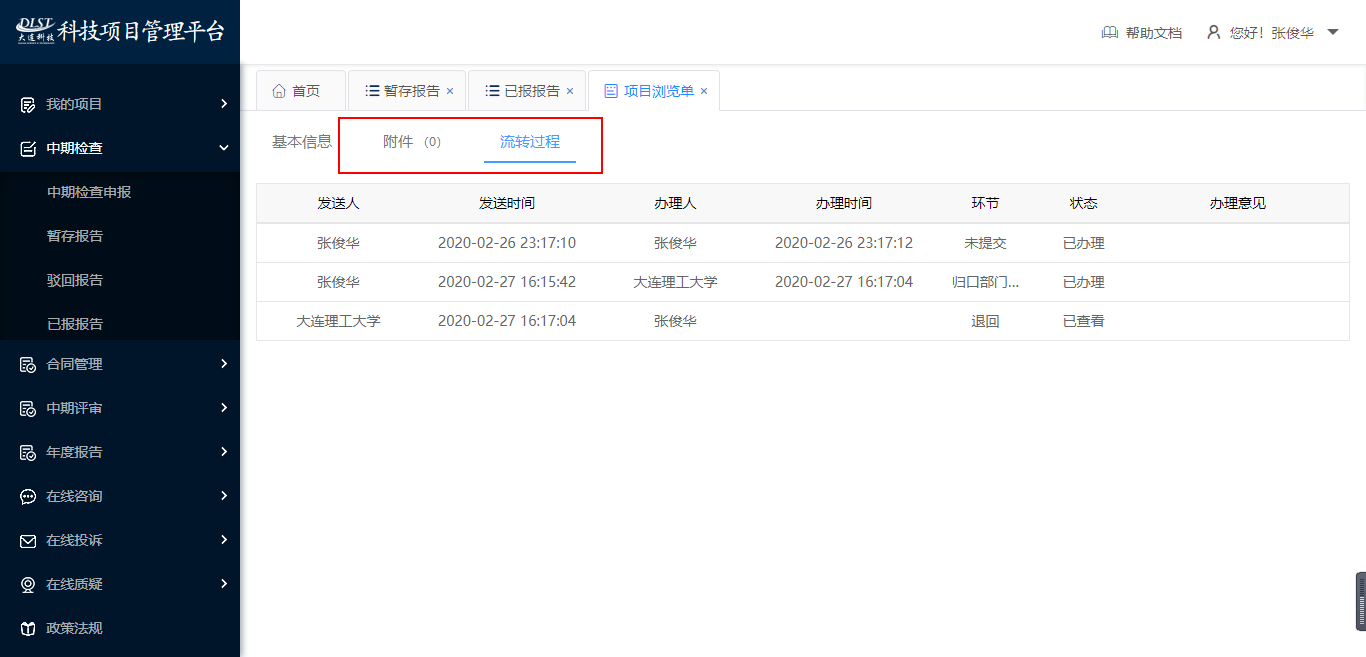 DIST
大连科技
科技项目管理平台
帮助文档
您好！张俊华
我的项目
中期检查
中期检查申报
暂存报告
驳回报告
已报报告
合同管理
中期评审
年度报告
在线咨询
在线投诉
在线质疑
政策法规
首页 暂存报告 × 已报报告 × 项目浏览单 ×
基本信息 附件 （0） 流转过程
发送人 发送时间 办理人 办理时间 环节 状态 办理意见
张俊华 2020-02-26 23:17:10 张俊华 2020-02-26 23:17:12 未提交 已办理
张俊华 2020-02-27 16:15:42 大连理工大学 2020-02-27 16:17:04 归口部门... 已办理
大连理工大学 2020-02-27 16:17:04 张俊华 退回 已查看